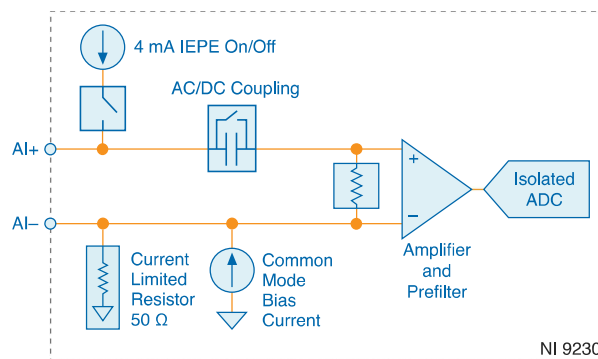 4 mA IEPE On/Off
AC/DC Coupling
AI+
+
Isolated
ADC
AI–
–
Current
Limited
Resistor
50 Ω
Common
Mode
Bias
Current
Amplifier
and
Prefilter
NI 9230